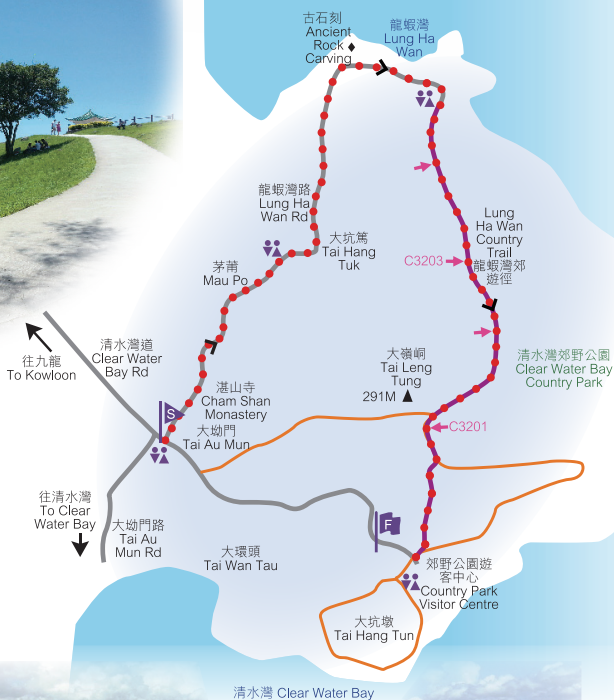 古石刻
Ancient
Rock
Carving
龍蝦灣
Lung Ha
Wan
龍蝦灣路
Lung Ha
Wan Rd
大坑篤
Tai Hang
Tuk
Lung
Ha Wan
Country
Trail
龍蝦灣郊
遊徑
C3203
茅莆
Mau Po
往九龍
To Kowloon
清水灣道
Clear Water
Bay Rd
大嶺峒
Tai Leng
Tung
291M
清水灣郊野公園
Clear Water Bay
Country Park
湛山寺
Cham Shan
Monastery
S
大坳門
Tai Au Mun
C3201
往清水灣
To Clear
Water Bay
大坳門路
Tai Au
Mun Rd
F
大環頭
Tai Wan Tau
郊野公園遊
客中心
Country Park
Visitor Centre
大坑墩
Tai Hang Tun
清水灣 Clear Water Bay